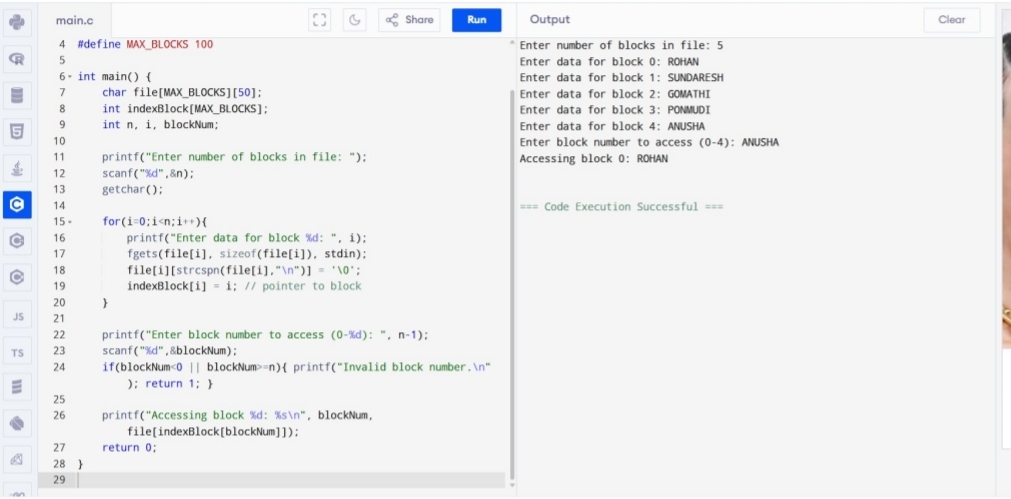 main.c
Share
Run
Output
Clear
4 #define MAX_BLOCKS 100
5
6 int main() {
7 char file[MAX_BLOCKS][50];
8 int indexBlock[MAX_BLOCKS];
9 int n, i, blockNum;
10
11 printf("Enter number of blocks in file: ");
12 scanf("%d",&n);
13 getchar();
14
15 for(i=0;i<n;i++){
16 printf("Enter data for block %d: ", i);
17 fgets(file[i], sizeof(file[i]), stdin);
18 file[i][strcspn(file[i],"\n")] = '\0';
19 indexBlock[i] = i; // pointer to block
20 }
21
22 printf("Enter block number to access (0-%d): ", n-1);
23 scanf("%d",&blockNum);
24 if(blockNum<0 || blockNum>=n){ printf("Invalid block number.\n"
); return 1; }
25
26 printf("Accessing block %d: %s\n", blockNum,
file[indexBlock[blockNum]]);
27 return 0;
28 }
29
Enter number of blocks in file: 5
Enter data for block 0: ROHAN
Enter data for block 1: SUNDARESH
Enter data for block 2: GOMATHI
Enter data for block 3: PONMUDI
Enter data for block 4: ANUSHA
Enter block number to access (0-4): ANUSHA
Accessing block 0: ROHAN
=== Code Execution Successful ===
JS
TS